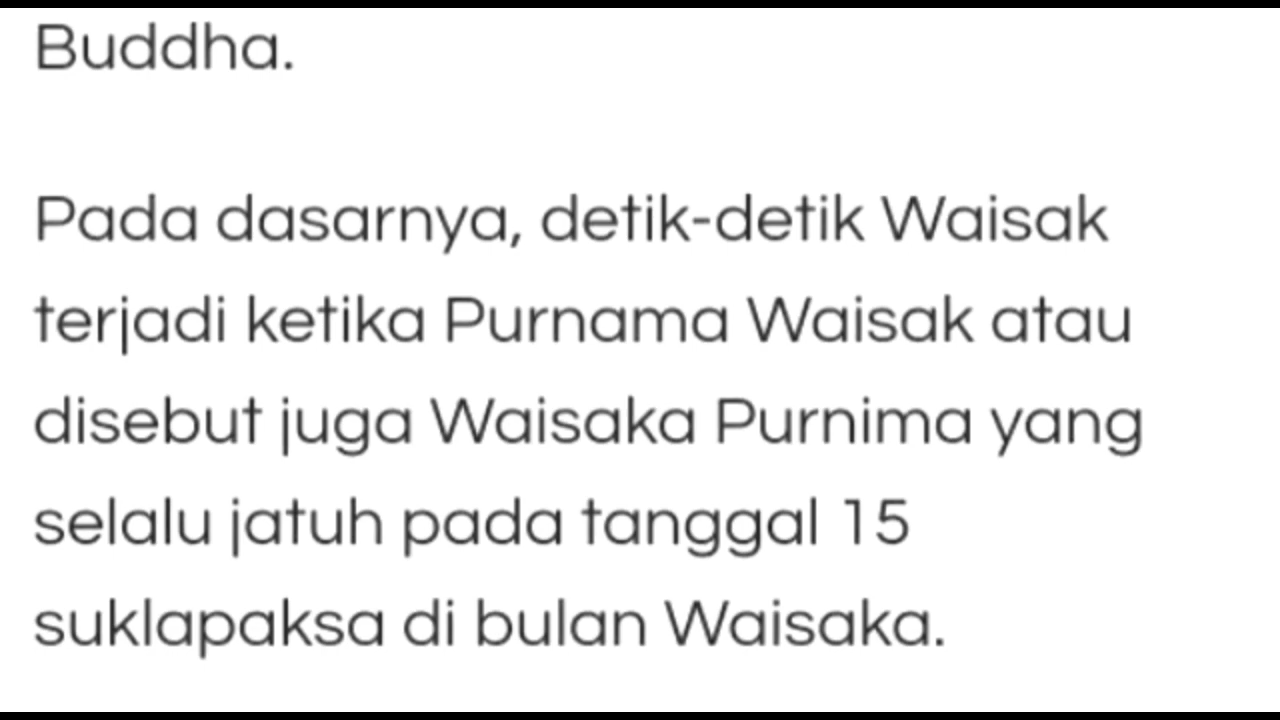 Buddha.
Pada dasarnya, detik-detik Waisak
terjadi ketika Purnama Waisak atau
disebut juga Waisaka Purnima yang
selalu jatuh pada tanggal 15
suklapaksa di bulan Waisaka.